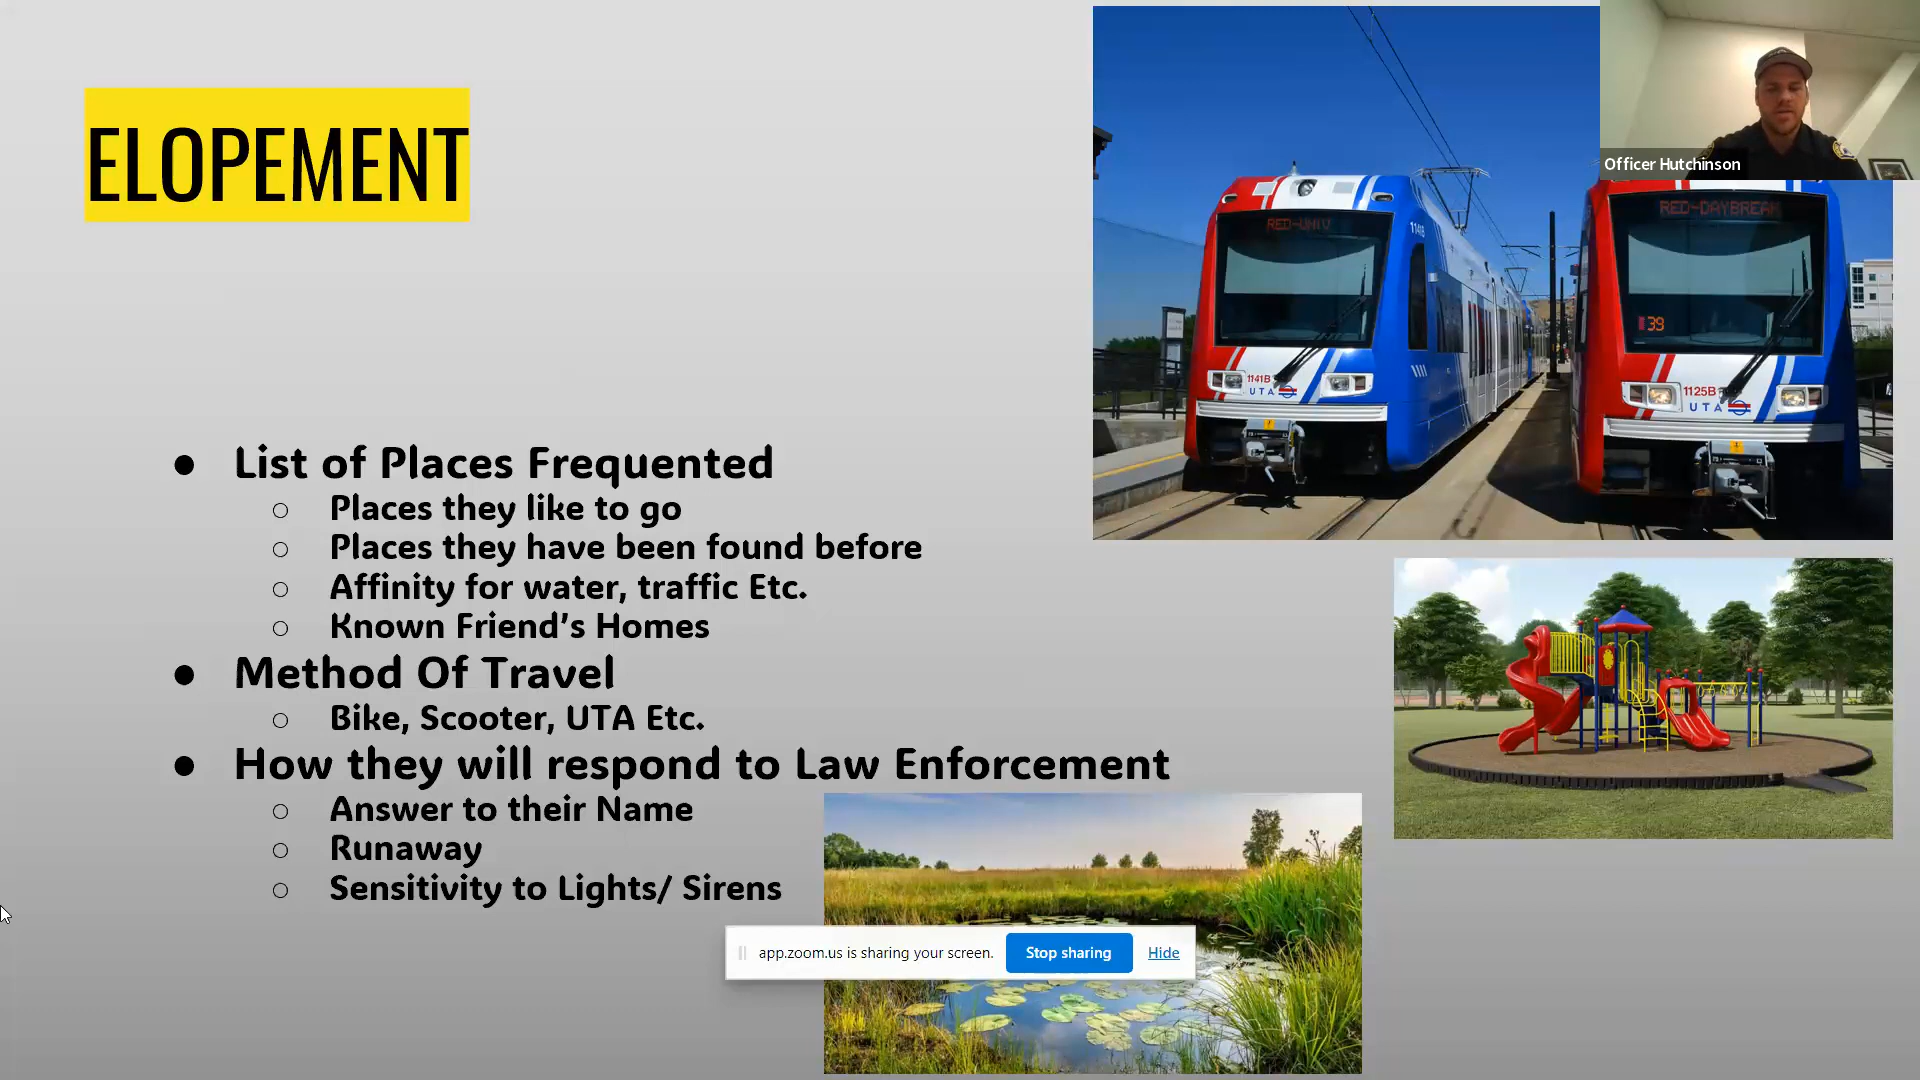 ELOPEMENT
● List of Places Frequented
○ Places they like to go
○ Places they have been found before
○ Affinity for water, traffic Etc.
○ Known Friend’s Homes
● Method Of Travel
○ Bike, Scooter, UTA Etc.
● How they will respond to Law Enforcement
○ Answer to their Name
○ Runaway
○ Sensitivity to Lights/ Sirens
Officer Hutchinson
RED-UNIV
1141B
1141B
UTA
RED-DAYBREAK
39
1125B
UTA
app.zoom.us is sharing your screen.
Stop sharing
Hide